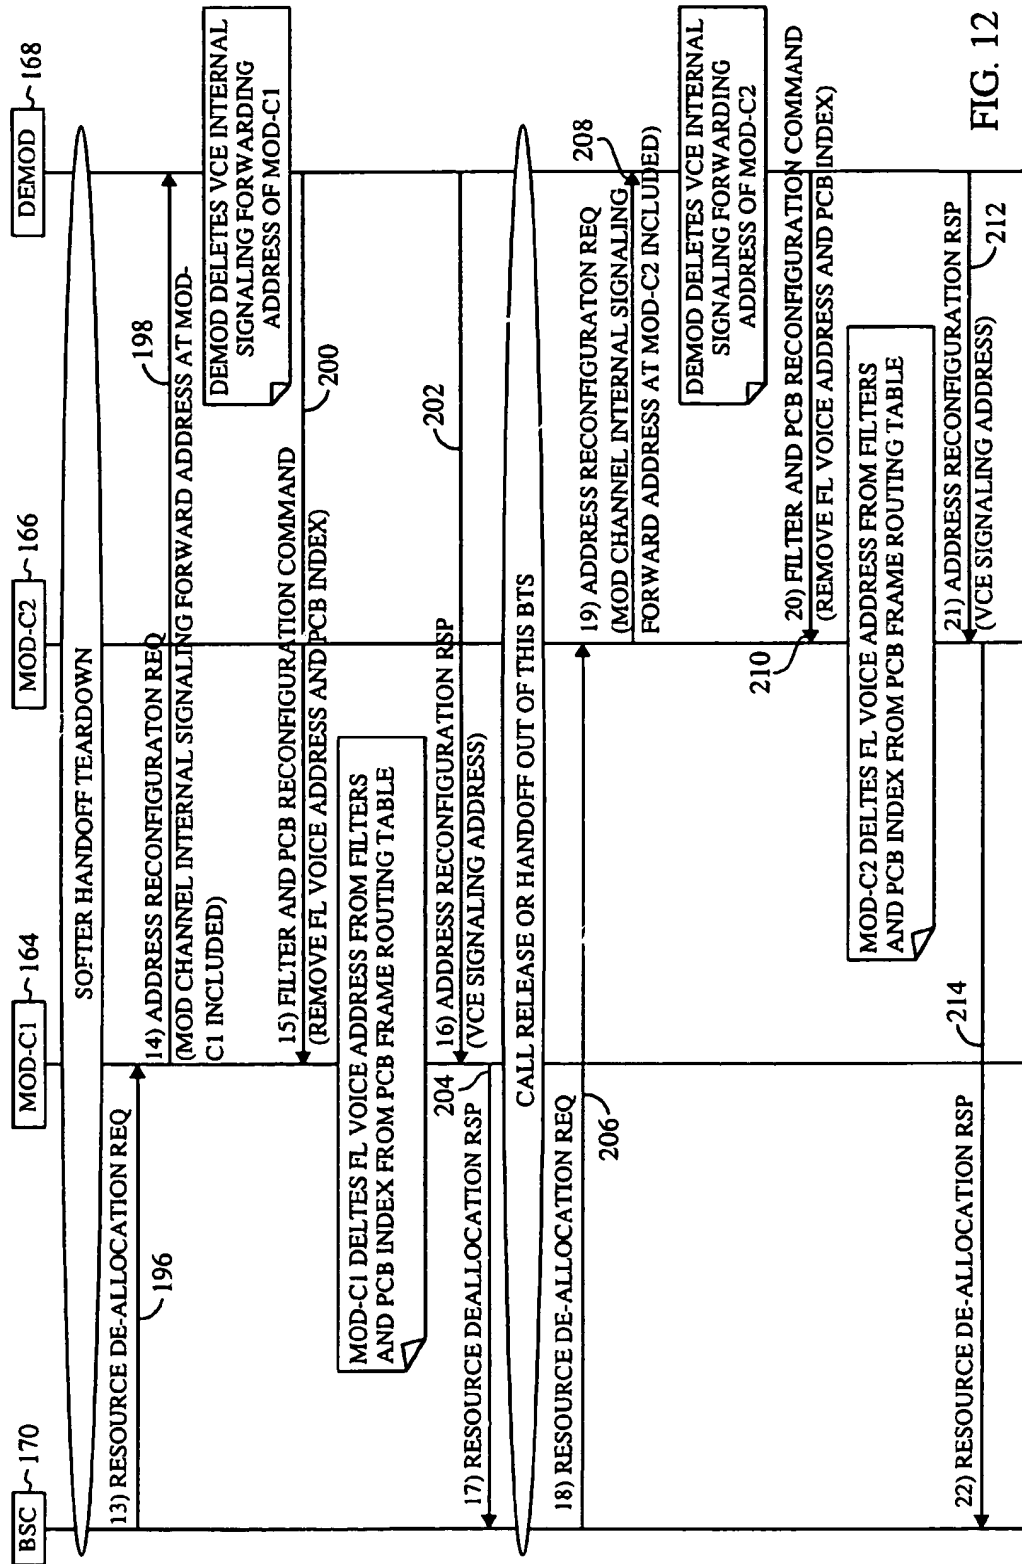 BSC ~170
MOD-C1 ~164
MOD-C2 ~166
DEMOD ~168
SOFTER HANDOFF TEARDOWN
13) RESOURCE DE-ALLOCATION REQ
196
14) ADDRESS RECONFIGURATON REQ
(MOD CHANNEL INTERNAL SIGNALING FORWARD ADDRESS AT MOD-
C1 INCLUDED)
198
DEMOD DELETES VCE INTERNAL
SIGNALING FORWARDING
ADDRESS OF MOD-C1
15) FILTER AND PCB RECONFIGURATION COMMAND
(REMOVE FL VOICE ADDRESS AND PCB INDEX)
200
MOD-C1 DELTES FL VOICE ADDRESS FROM FILTERS
AND PCB INDEX FROM PCB FRAME ROUTING TABLE
16) ADDRESS RECONFIGURATION RSP
(VCE SIGNALING ADDRESS)
202
17) RESOURCE DEALLOCATION RSP
204
CALL RELEASE OR HANDOFF OUT OF THIS BTS
18) RESOURCE DE-ALLOCATION REQ
206
19) ADDRESS RECONFIGURATON REQ
(MOD CHANNEL INTERNAL SIGNALING
FORWARD ADDRESS AT MOD-C2 INCLUDED)
208
DEMOD DELETES VCE INTERNAL
SIGNALING FORWARDING
ADDRESS OF MOD-C2
20) FILTER AND PCB RECONFIGURATION COMMAND
(REMOVE FL VOICE ADDRESS AND PCB INDEX)
210
MOD-C2 DELTES FL VOICE ADDRESS FROM FILTERS
AND PCB INDEX FROM PCB FRAME ROUTING TABLE
21) ADDRESS RECONFIGURATION RSP
(VCE SIGNALING ADDRESS)
212
22) RESOURCE DE-ALLOCATION RSP
214
FIG. 12